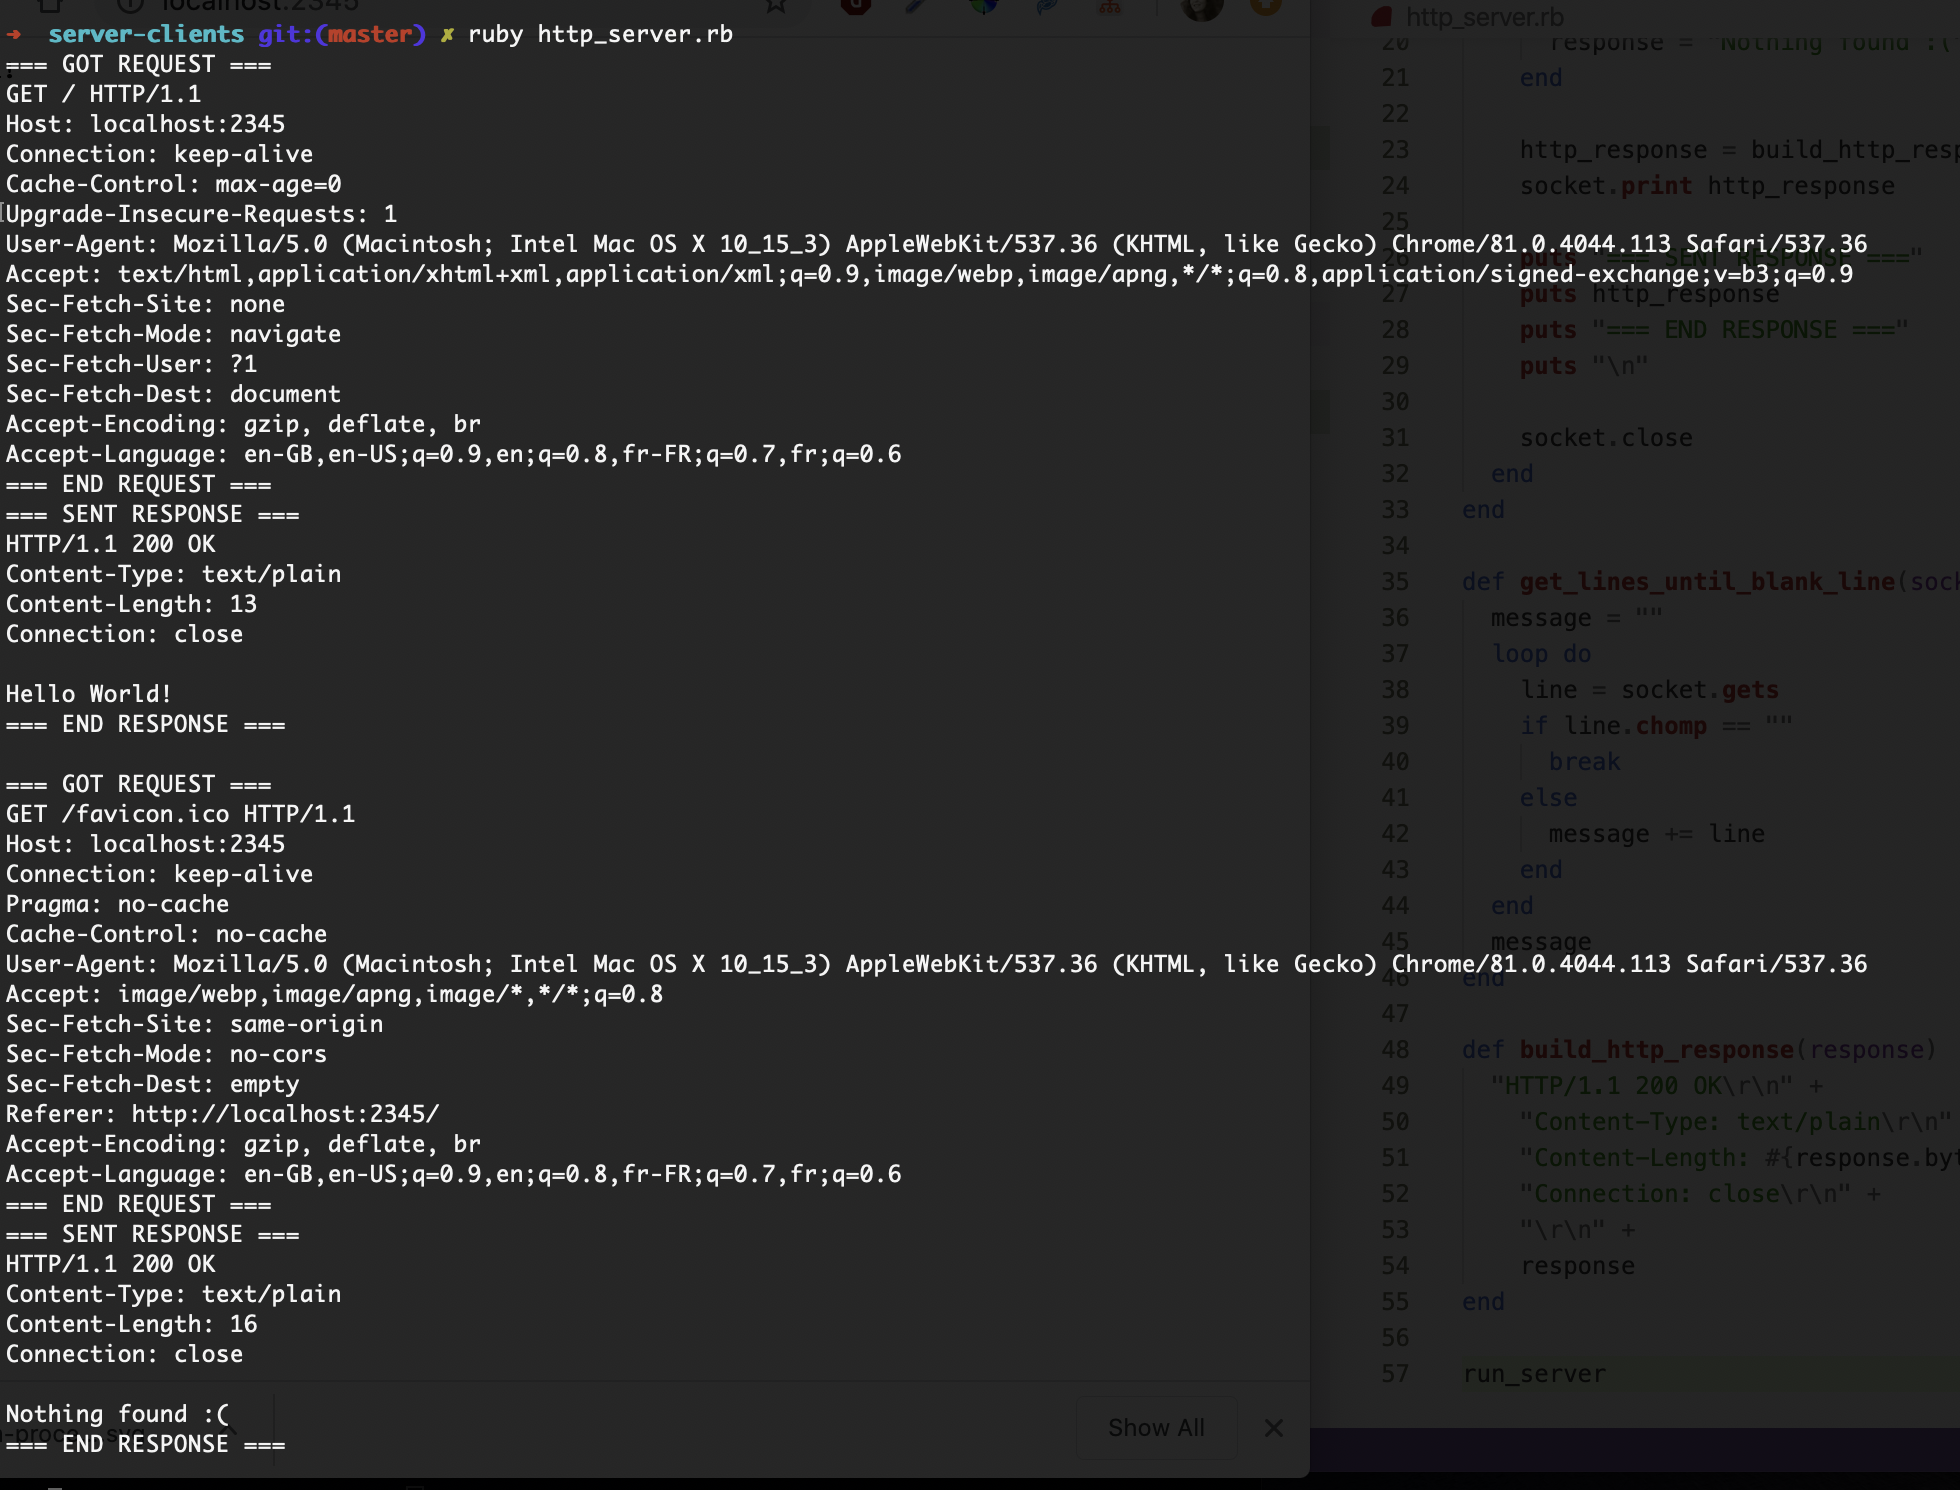 localhost:2345
➜ server-clients git:(master) ✗ ruby http_server.rb
=== GOT REQUEST ===
GET / HTTP/1.1
Host: localhost:2345
Connection: keep-alive
Cache-Control: max-age=0
Upgrade-Insecure-Requests: 1
User-Agent: Mozilla/5.0 (Macintosh; Intel Mac OS X 10_15_3) AppleWebKit/537.36 (KHTML, like Gecko) Chrome/81.0.4044.113 Safari/537.36
Accept: text/html,application/xhtml+xml,application/xml;q=0.9,image/webp,image/apng,*/*;q=0.8,application/signed-exchange;v=b3;q=0.9
Sec-Fetch-Site: none
Sec-Fetch-Mode: navigate
Sec-Fetch-User: ?1
Sec-Fetch-Dest: document
Accept-Encoding: gzip, deflate, br
Accept-Language: en-GB,en-US;q=0.9,en;q=0.8,fr-FR;q=0.7,fr;q=0.6
=== END REQUEST ===
=== SENT RESPONSE ===
HTTP/1.1 200 OK
Content-Type: text/plain
Content-Length: 13
Connection: close

Hello World!
=== END RESPONSE ===

=== GOT REQUEST ===
GET /favicon.ico HTTP/1.1
Host: localhost:2345
Connection: keep-alive
Pragma: no-cache
Cache-Control: no-cache
User-Agent: Mozilla/5.0 (Macintosh; Intel Mac OS X 10_15_3) AppleWebKit/537.36 (KHTML, like Gecko) Chrome/81.0.4044.113 Safari/537.36
Accept: image/webp,image/apng,image/*,*/*;q=0.8
Sec-Fetch-Site: same-origin
Sec-Fetch-Mode: no-cors
Sec-Fetch-Dest: empty
Referer: http://localhost:2345/
Accept-Encoding: gzip, deflate, br
Accept-Language: en-GB,en-US;q=0.9,en;q=0.8,fr-FR;q=0.7,fr;q=0.6
=== END REQUEST ===
=== SENT RESPONSE ===
HTTP/1.1 200 OK
Content-Type: text/plain
Content-Length: 16
Connection: close

Nothing found :(
=== END RESPONSE ===
Show All
http_server.rb
20 response = "Nothing found :(
21 end
22
23 http_response = build_http_resp
24 socket.print http_response
25
26 puts "=== SENT RESPONSE ==="
27 puts http_response
28 puts "=== END RESPONSE ==="
29 puts "\n"
30
31 socket.close
32 end
33 end
34
35 def get_lines_until_blank_line(sock
36 message = ""
37 loop do
38 line = socket.gets
39 if line.chomp == ""
40 break
41 else
42 message += line
43 end
44 end
45 message
46 end
47
48 def build_http_response(response)
49 "HTTP/1.1 200 OK\r\n" +
50 "Content-Type: text/plain\r\n"
51 "Content-Length: #{response.byt
52 "Connection: close\r\n" +
53 "\r\n" +
54 response
55 end
56
57 run_server